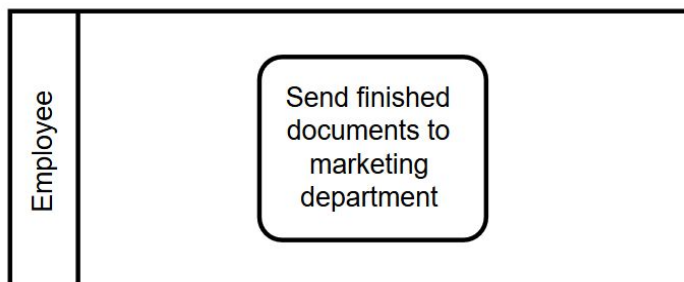 Employee
Send finished
documents to
marketing
department